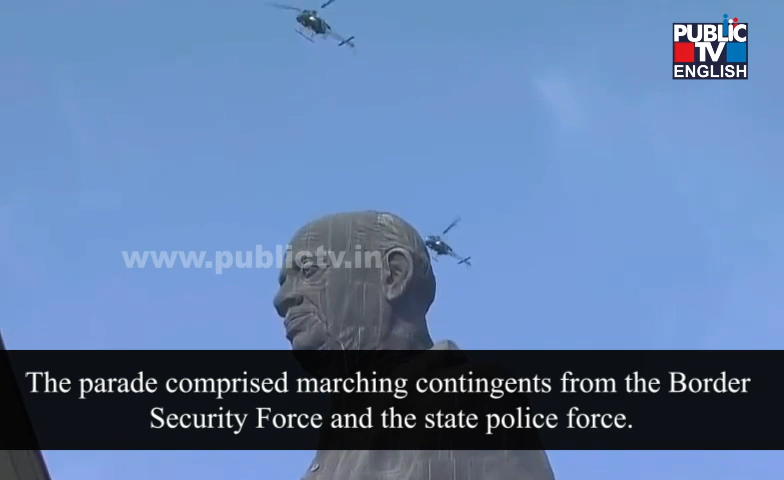 PUBLiC
TV
ENGLISH
www.publictv.in
The parade comprised marching contingents from the Border
Security Force and the state police force.